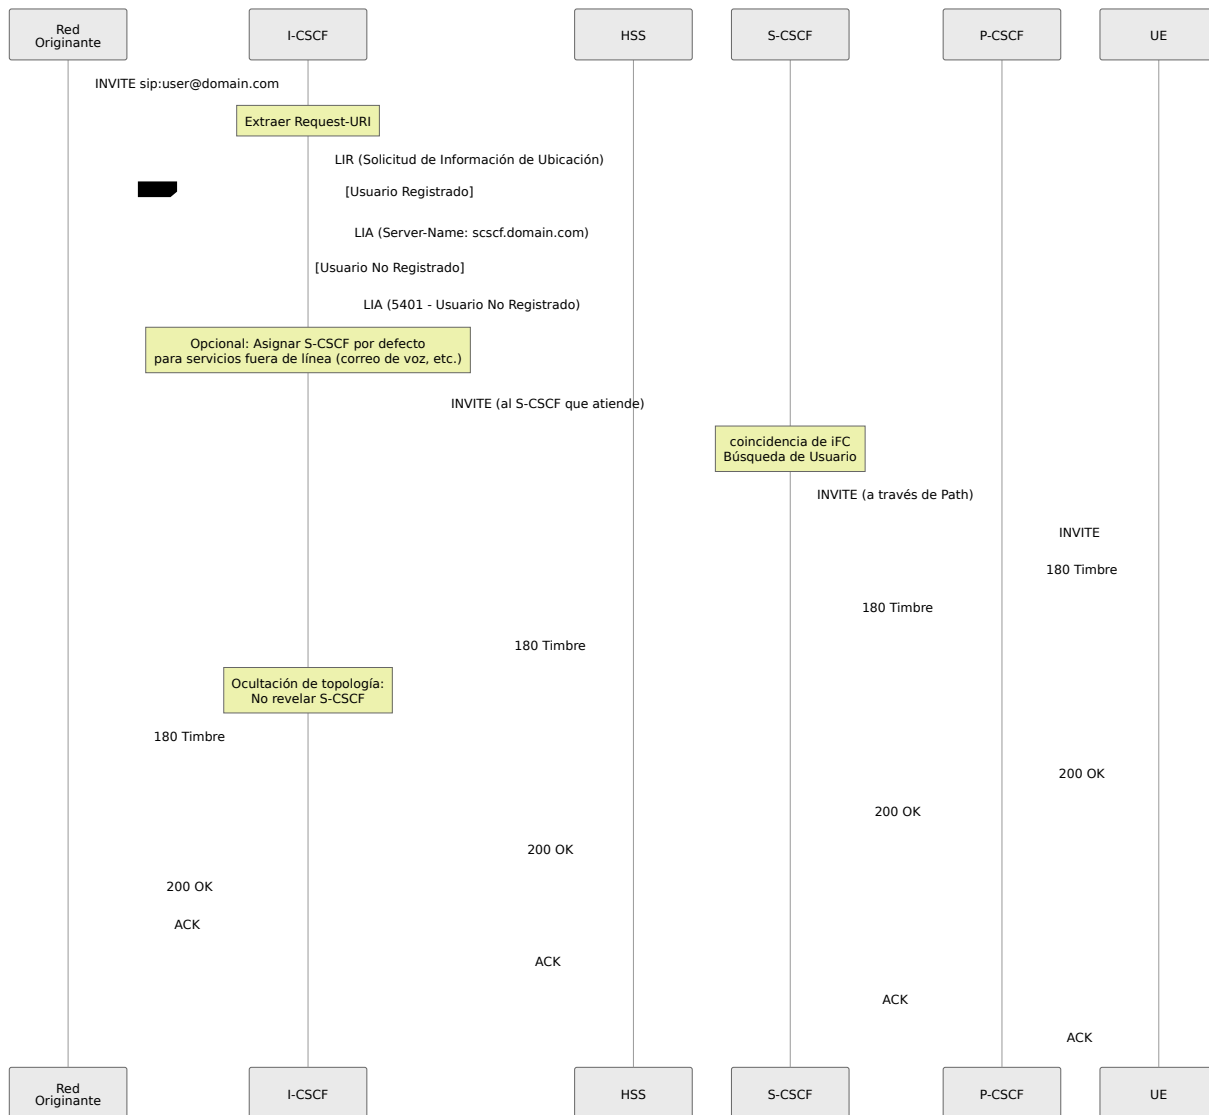 Red
Originante
I-CSCF
HSS
S-CSCF
P-CSCF
UE
INVITE sip:user@domain.com
Extraer Request-URI
LIR (Solicitud de Información de Ubicación)
[Usuario Registrado]
LIA (Server-Name: scscf.domain.com)
[Usuario No Registrado]
LIA (5401 - Usuario No Registrado)
Opcional: Asignar S-CSCF por defecto
para servicios fuera de línea (correo de voz, etc.)
INVITE (al S-CSCF que atiende)
coincidencia de iFC
Búsqueda de Usuario
INVITE (a través de Path)
INVITE
180 Timbre
180 Timbre
180 Timbre
Ocultación de topología:
No revelar S-CSCF
180 Timbre
200 OK
200 OK
200 OK
200 OK
ACK
ACK
ACK
ACK
Red
Originante
I-CSCF
HSS
S-CSCF
P-CSCF
UE